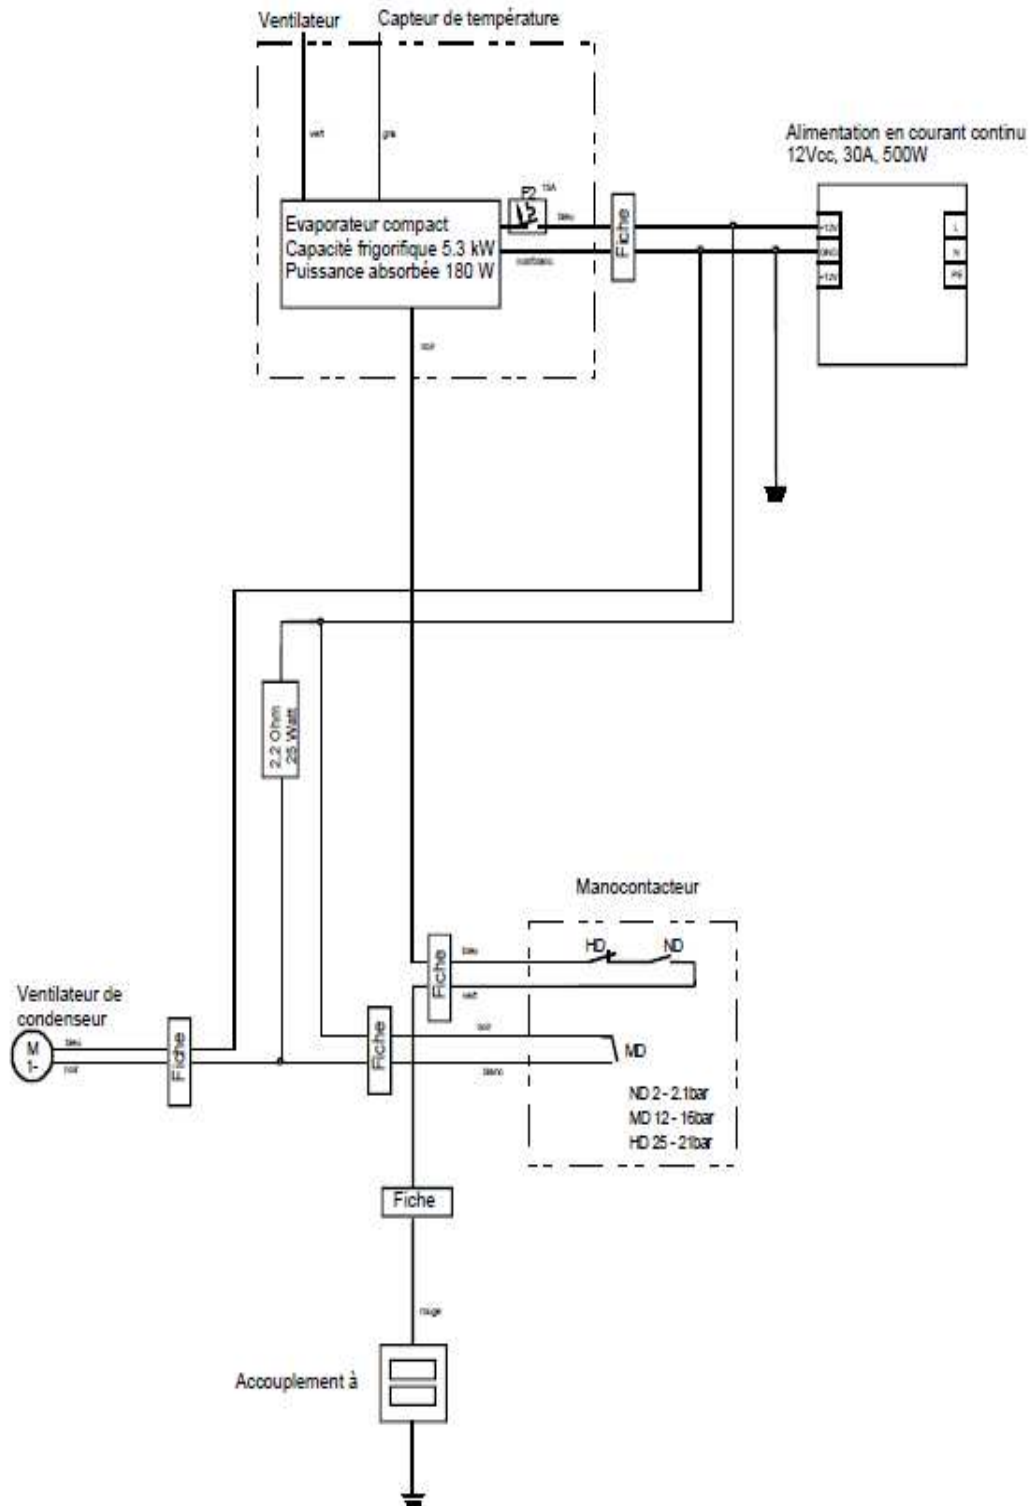 Ventilateur
Capteur de température
vert
gris
Alimentation en courant continu
12Vcc, 30A, 500W
F2
15A
bleu
Fiche
+12V
GND
+12V
L
N
PE
Evaporateur compact
Capacité frigorifique 5.3 kW
Puissance absorbée 180 W
noir
2,2 Ohm
25 Watt
Manocontacteur
HD
ND
bleu
vert
Fiche
Ventilateur de
condenseur
M
1~
bleu
noir
Fiche
Fiche
noir
blanc
MD
ND 2 - 2.1bar
MD 12 - 16bar
HD 25 - 21bar
Fiche
rouge
Accouplement à